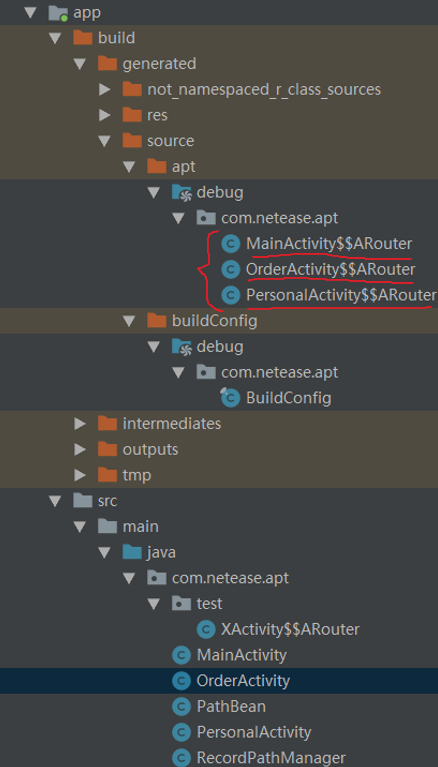 app
build
generated
not_namespaced_r_class_sources
res
source
apt
debug
com.netease.apt
MainActivity$$ARouter
OrderActivity$$ARouter
PersonalActivity$$ARouter
buildConfig
debug
com.netease.apt
BuildConfig
intermediates
outputs
tmp
src
main
java
com.netease.apt
test
XActivity$$ARouter
MainActivity
OrderActivity
PathBean
PersonalActivity
RecordPathManager